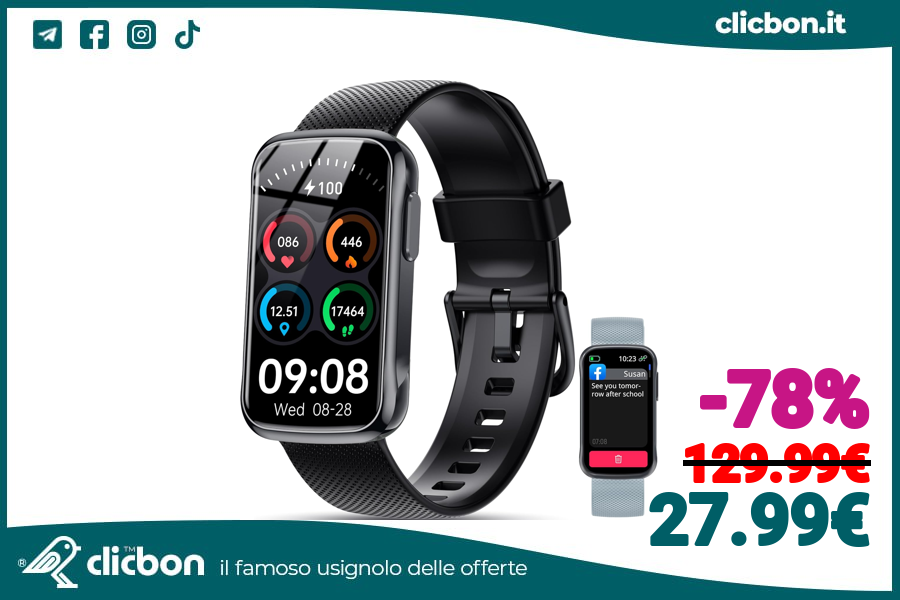 clicbon.it
⚡100
086
446
12.51
17464
09:08
Wed 08-28
10:23
Susan
See you tomor-
row after school
07:08
-78%
129.99€
27.99€
® clicbon™
il famoso usignolo delle offerte